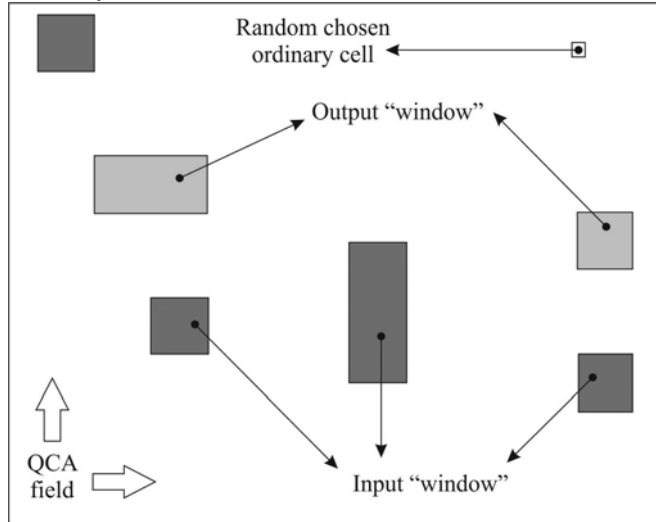 Random chosen
ordinary cell
Output “window”
QCA
field
Input “window”